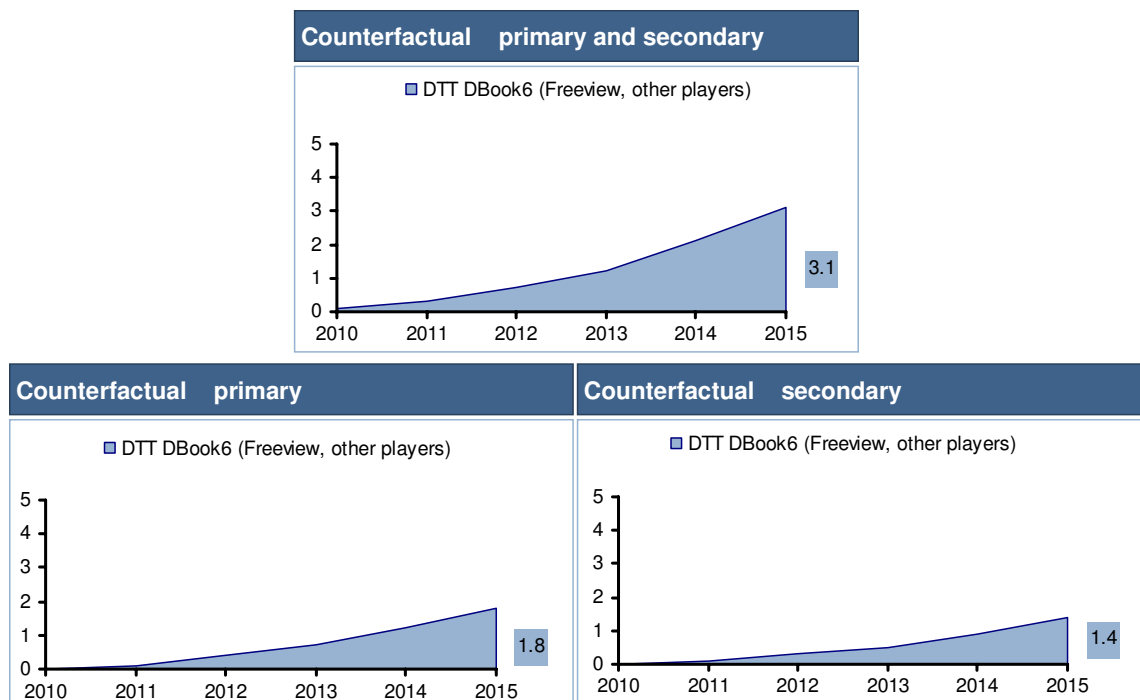 Counterfactual primary and secondary
DTT DBook6 (Freeview, other players)
5
4
3
2
1
0
3.1
2010 2011 2012 2013 2014 2015
Counterfactual primary
DTT DBook6 (Freeview, other players)
5
4
3
2
1
0
1.8
2010 2011 2012 2013 2014 2015
Counterfactual secondary
DTT DBook6 (Freeview, other players)
5
4
3
2
1
0
1.4
2010 2011 2012 2013 2014 2015